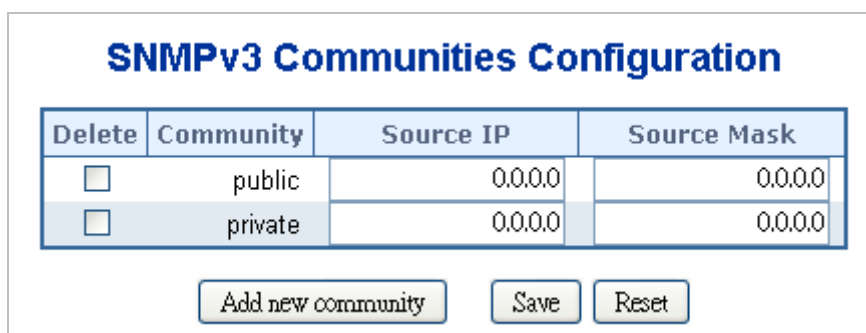 SNMPv3 Communities Configuration
Delete Community Source IP Source Mask
public 0.0.0.0 0.0.0.0
private 0.0.0.0 0.0.0.0
Add new community Save Reset